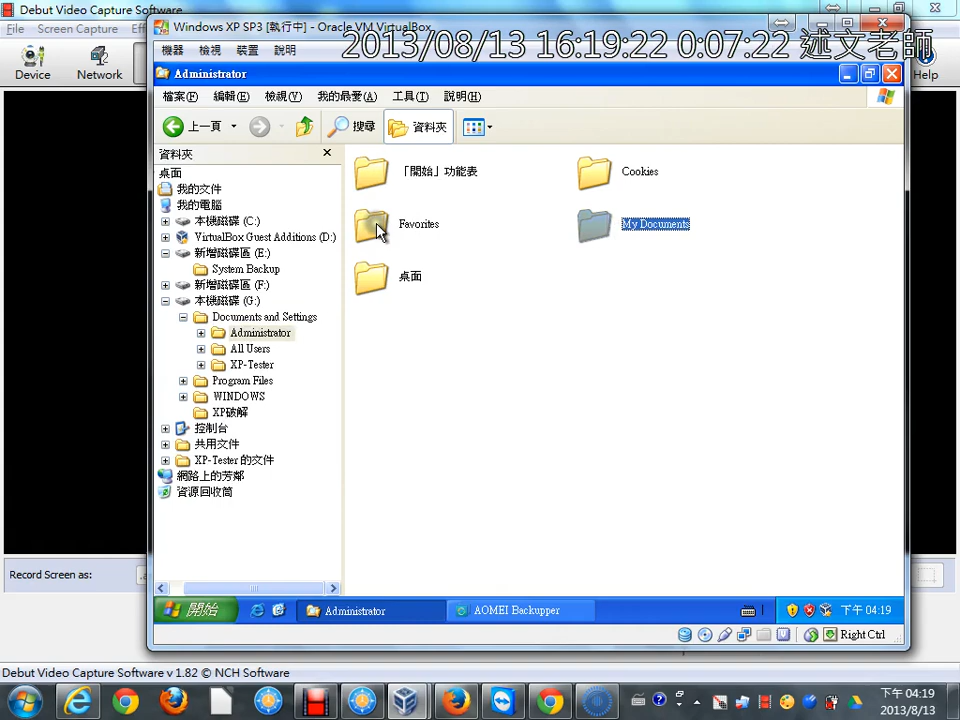 Debut Video Capture Software
File Screen Capture
Device
Network
Help
Windows XP SP3 [執行中] - Oracle VM VirtualBox
2013/08/13 16:19:22 0:07:22 述文老師
機器 檢視 裝置 說明
Administrator
檔案(F) 編輯(E) 檢視(V) 我的最愛(A) 工具(T) 說明(H)
上一頁 搜尋 資料夾
資料夾
桌面
我的文件
我的電腦
本機磁碟 (C:)
VirtualBox Guest Additions (D:)
新增磁碟區 (E:)
System Backup
新增磁碟區 (F:)
本機磁碟 (G:)
Documents and Settings
Administrator
All Users
XP-Tester
Program Files
WINDOWS
XP破解
控制台
共用文件
XP-Tester 的文件
網路上的芳鄰
資源回收筒
「開始」功能表
Cookies
Favorites
My Documents
桌面
Record Screen as:
開始 Administrator AOMEI Backupper 下午 04:19
Right Ctrl
Debut Video Capture Software v 1.82 © NCH Software
下午 04:19
2013/8/13